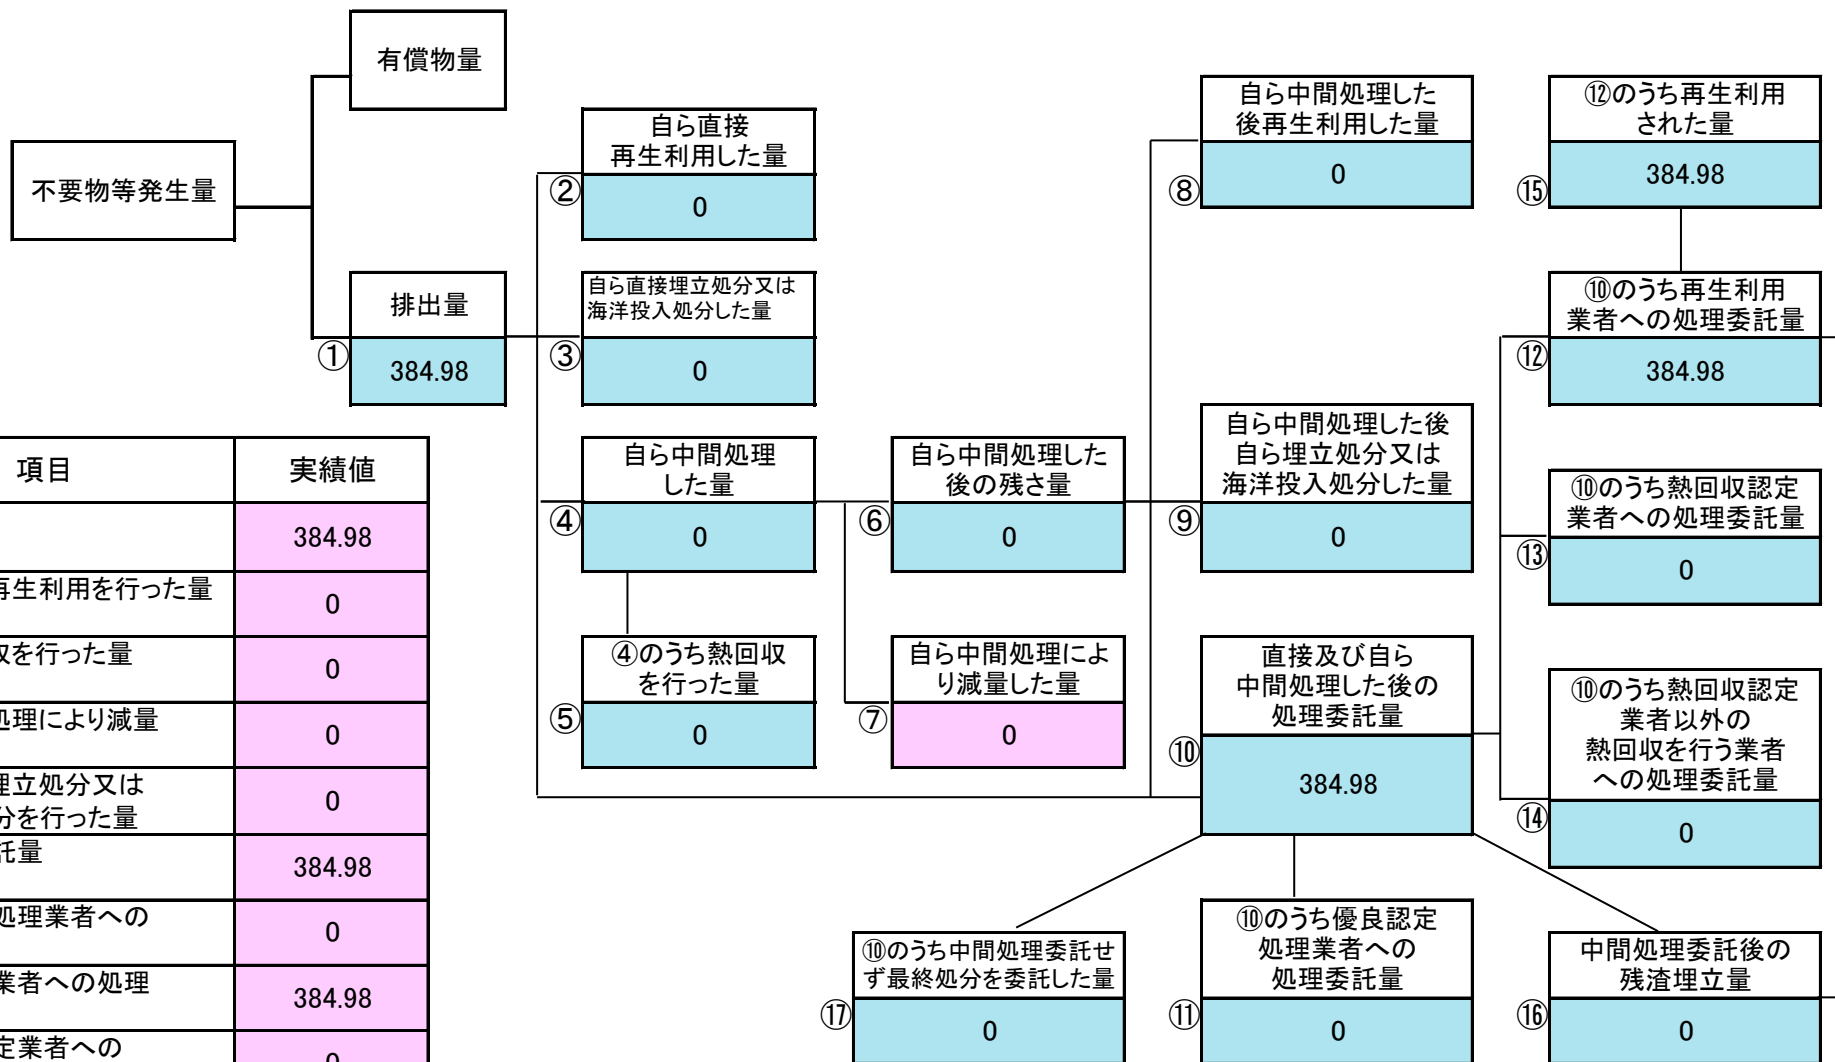 有償物量
不要物等発生量
排出量
①
384.98
自ら直接
再生利用した量
②
0
自ら直接埋立処分又は
海洋投入処分した量
③
0
自ら中間処理
した量
④
0
④のうち熱回収
を行った量
⑤
0
自ら中間処理した
後の残さ量
⑥
0
自ら中間処理によ
り減量した量
⑦
0
自ら中間処理した
後再生利用した量
⑧
0
自ら中間処理した後
自ら埋立処分又は
海洋投入処分した量
⑨
0
直接及び自ら
中間処理した後の
処理委託量
⑩
384.98
⑩のうち優良認定
処理業者への
処理委託量
⑪
0
⑫のうち再生利用
された量
⑮
384.98
⑩のうち再生利用
業者への処理委託量
⑫
384.98
⑩のうち熱回収認定
業者への処理委託量
⑬
0
⑩のうち熱回収認定
業者以外の
熱回収を行う業者
への処理委託量
⑭
0
中間処理委託後の
残渣埋立量
⑯
0
⑩のうち中間処理委託せ
ず最終処分を委託した量
⑰
0
項目 実績値
384.98
再生利用を行った量
0
を行った量
0
処理により減量
0
埋立処分又は
分を行った量
0
託量
384.98
処理業者への
0
業者への処理
384.98
定業者への
0